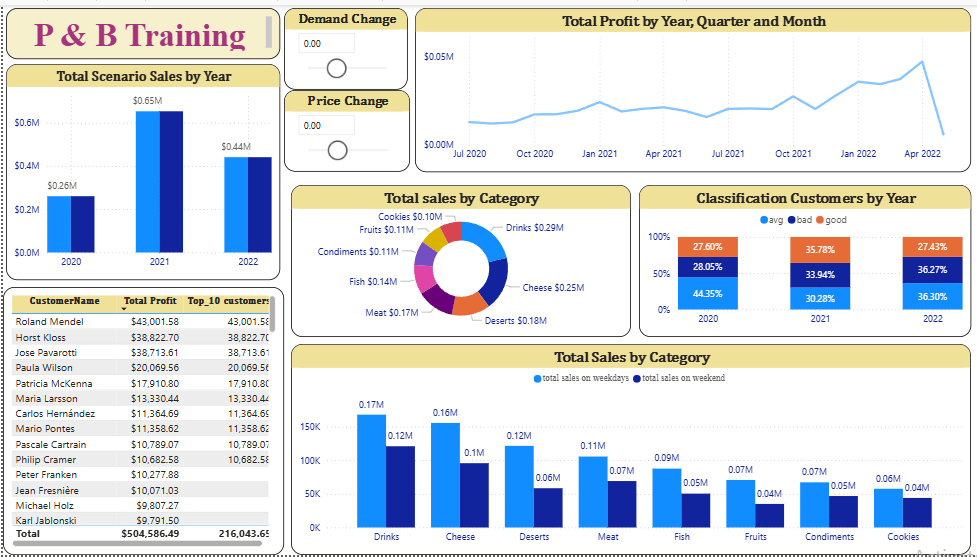 P & B Training
Demand Change
0.00
Price Change
0.00
Total Profit by Year, Quarter and Month
$0.05M
$0.00M
Jul 2020 Oct 2020 Jan 2021 Apr 2021 Jul 2021 Oct 2021 Jan 2022 Apr 2022
Total Scenario Sales by Year
$0.6M
$0.4M
$0.2M
$0.0M
$0.26M
$0.65M
$0.44M
2020 2021 2022
Total sales by Category
Cookies $0.10M
Fruits $0.11M
Condiments $0.11M
Fish $0.14M
Meat $0.17M
Drinks $0.29M
Cheese $0.25M
Deserts $0.18M
Classification Customers by Year
avg bad good
100%
50%
0%
27.60% 35.78% 27.43%
28.05% 33.94% 36.27%
44.35% 30.28% 36.30%
2020 2021 2022
CustomerName Total Profit Top_10 customers
Roland Mendel $43,001.58 43,001.58
Horst Kloss $38,822.70 38,822.70
Jose Pavarotti $38,713.61 38,713.61
Paula Wilson $20,069.56 20,069.56
Patricia McKenna $17,910.80 17,910.80
Maria Larsson $13,330.44 13,330.44
Carlos Hernández $11,364.69 11,364.69
Mario Pontes $11,358.62 11,358.62
Pascale Cartrain $10,789.07 10,789.07
Philip Cramer $10,682.58 10,682.58
Peter Franken $10,277.88
Jean Fresnière $10,071.03
Michael Holz $9,807.27
Karl Jablonski $9,791.50
Total $504,586.49 216,043.65
Total Sales by Category
total sales on weekdays total sales on weekend
150K
100K
50K
0K
0.17M 0.12M 0.16M 0.1M 0.12M 0.06M 0.11M 0.07M 0.09M 0.05M 0.07M 0.04M 0.07M 0.05M 0.06M 0.04M
Drinks Cheese Deserts Meat Fish Fruits Condiments Cookies